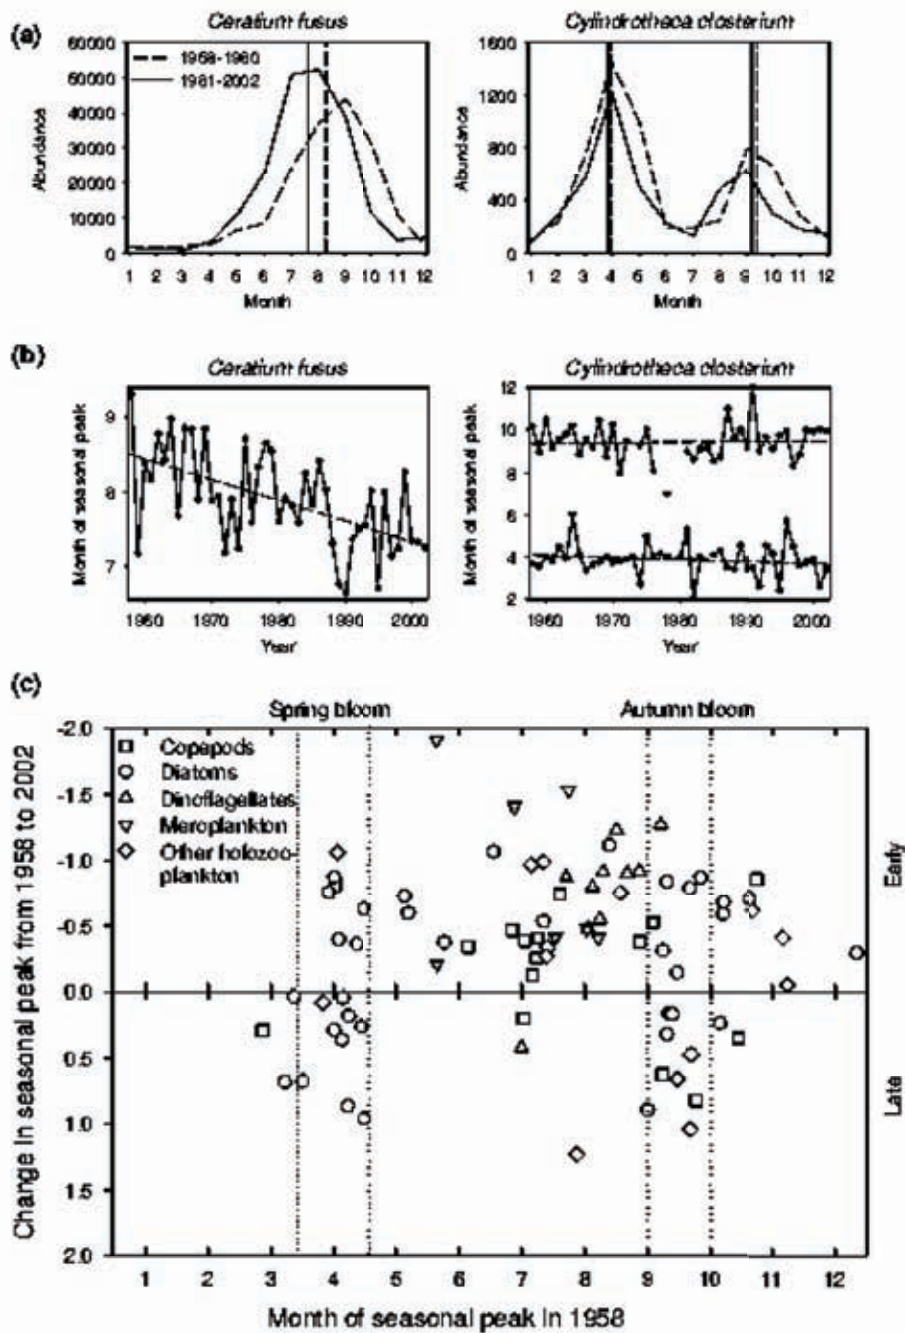 (a)
Ceratium fusus
Cylindrotheca closterium
60000
50000
40000
30000
20000
10000
0
Abundance
1958-1980
1981-2002
1 2 3 4 5 6 7 8 9 10 11 12
Month
1600
1200
800
400
0
Abundance
1 2 3 4 5 6 7 8 9 10 11 12
Month
(b)
Ceratium fusus
Cylindrotheca closterium
9
8
7
Month of seasonal peak
1960 1970 1980 1990 2000
Year
12
10
8
6
4
2
Month of seasonal peak
1960 1970 1980 1990 2000
Year
(c)
Spring bloom
Autumn bloom
-2.0
-1.5
-1.0
-0.5
0.0
0.5
1.0
1.5
2.0
Change in seasonal peak from 1958 to 2002
Copepods
Diatoms
Dinoflagellates
Meroplankton
Other holozoo-
plankton
Early
Late
1 2 3 4 5 6 7 8 9 10 11 12
Month of seasonal peak in 1958